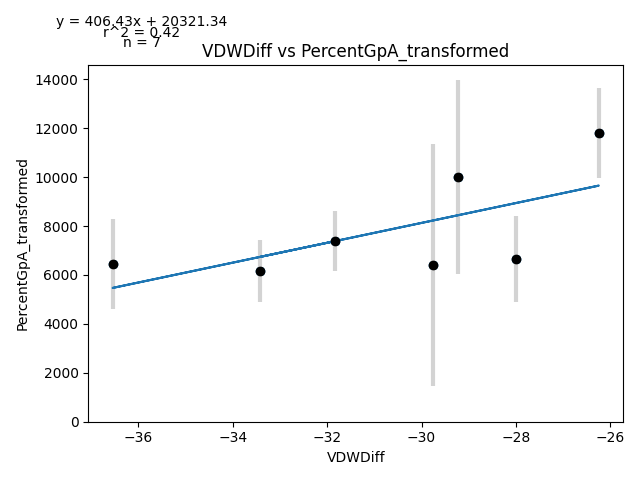 y = 406.43x + 20321.34
r^2 = 0.42
n = 7
VDWDiff vs PercentGpA_transformed
PercentGpA_transformed
14000
12000
10000
8000
6000
4000
2000
0
−36
−34
−32
−30
−28
−26
VDWDiff